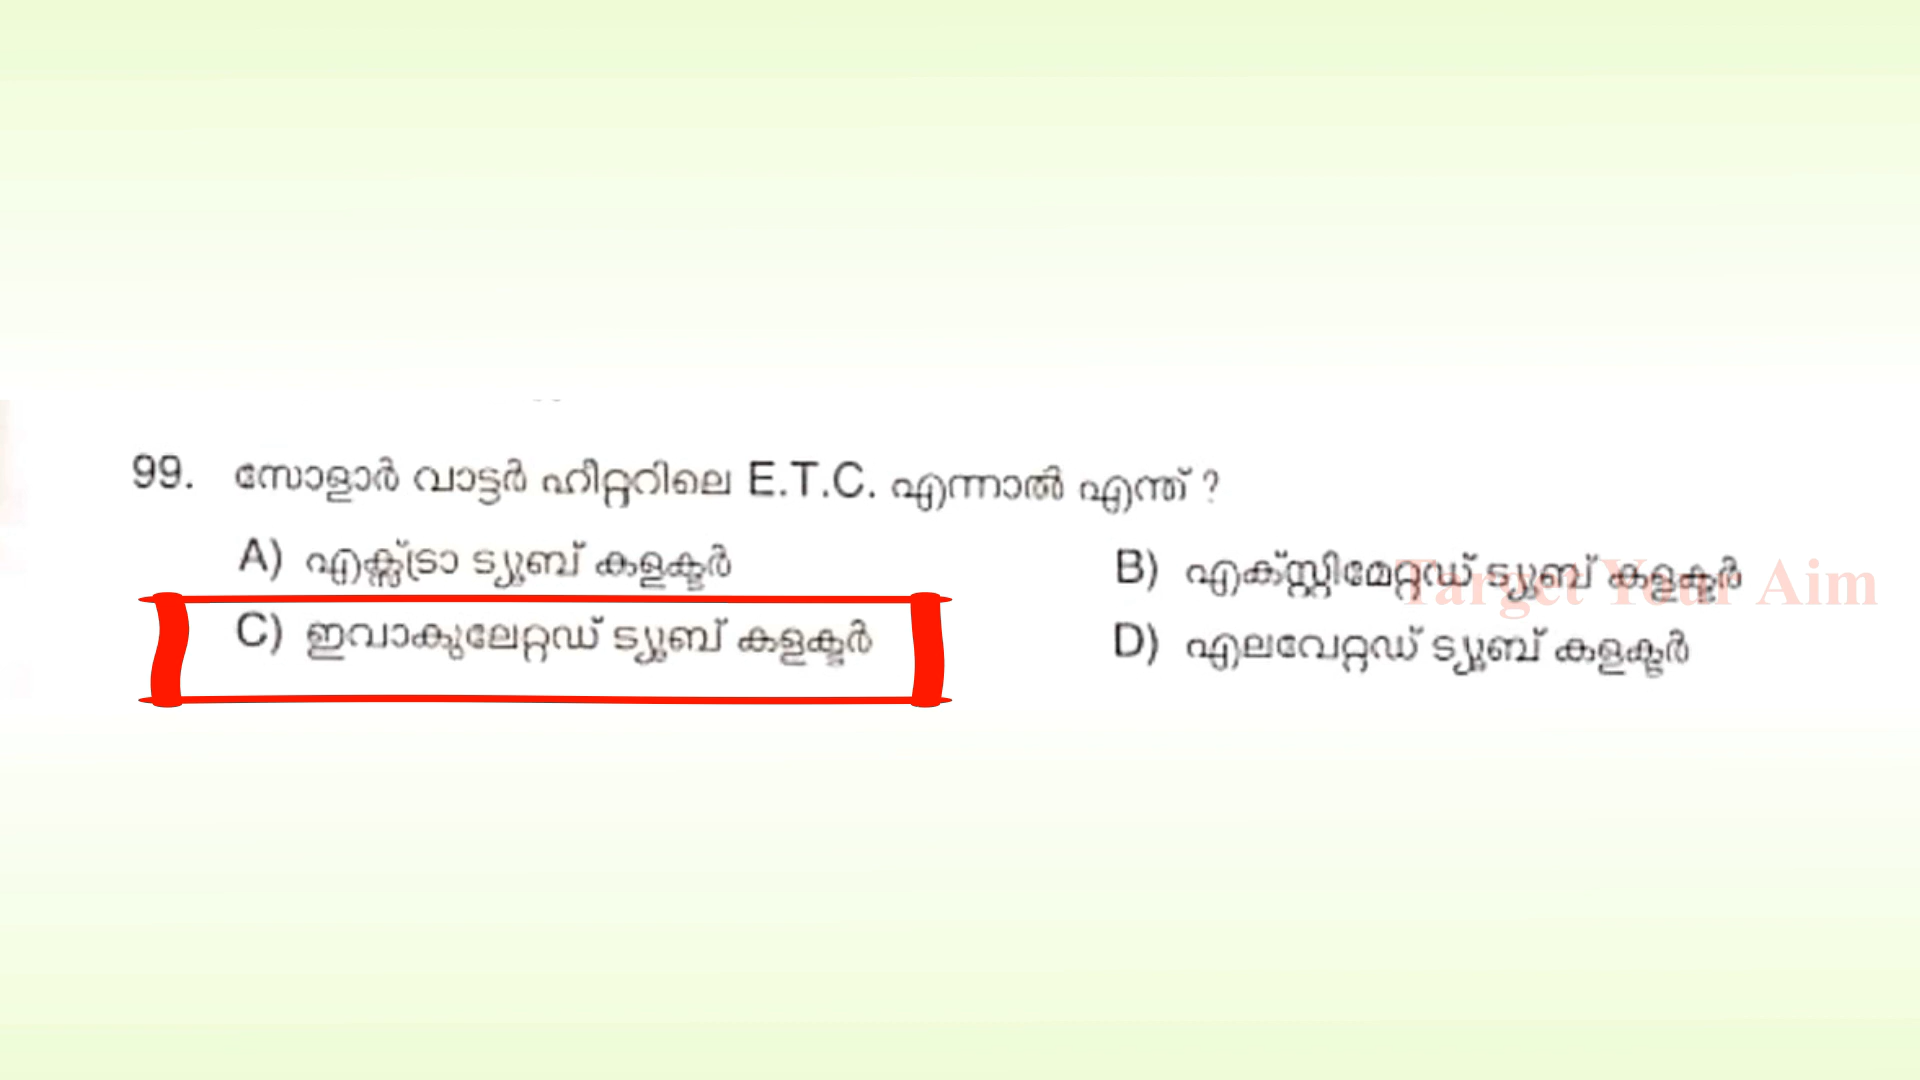 99. സോളാർ വാട്ടർ ഹീറ്ററിലെ E.T.C. എന്നാൽ എന്ത് ?
A) എക്സ്ട്രാ ട്യൂബ് കളക്ടർ B) എക്സ്റ്റിമേറ്റഡ് ട്യൂബ് കളക്ടർ
Target Your Aim
C) ഇവാകുലേറ്റഡ് ട്യൂബ് കളക്ടർ D) എലവേറ്റഡ് ട്യൂബ് കളക്ടർ